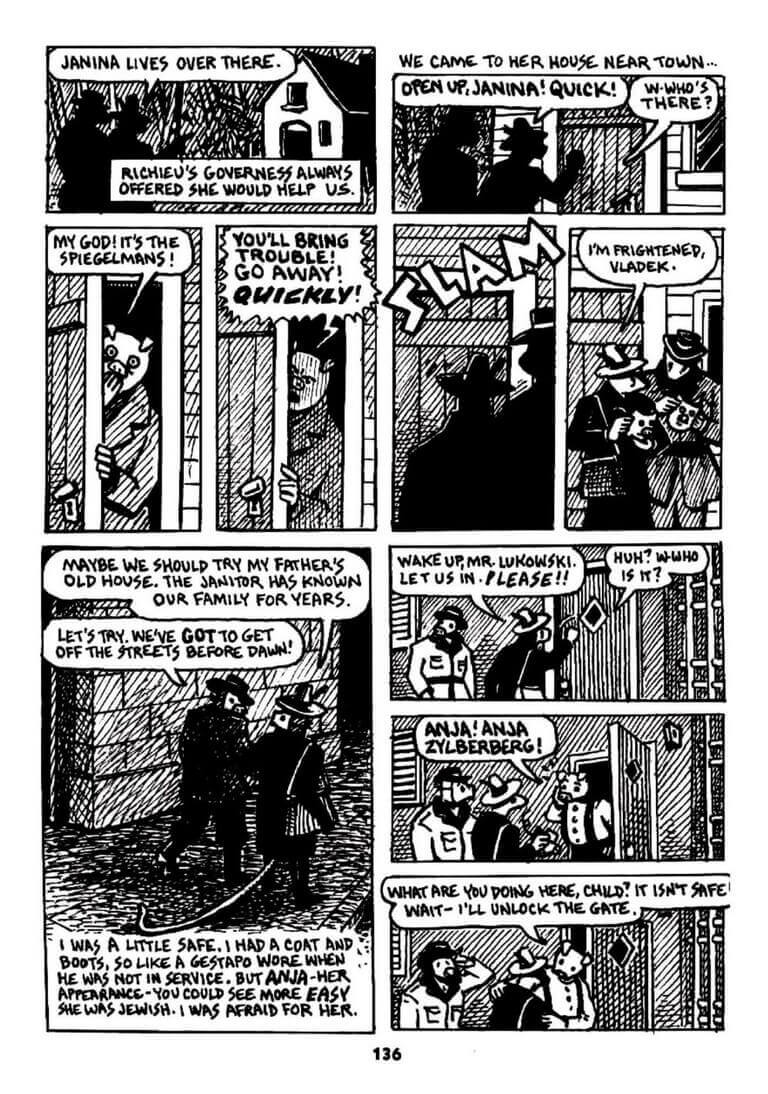 JANINA LIVES OVER THERE.
RICHIEU'S GOVERNESS ALWAYS
OFFERED SHE WOULD HELP US.
WE CAME TO HER HOUSE NEAR TOWN...
OPEN UP, JANINA! QUICK!
W-WHO'S
THERE?
MY GOD! IT'S THE
SPIEGELMANS!
YOU'LL BRING
TROUBLE!
GO AWAY!
QUICKLY!
SLAM
I'M FRIGHTENED,
VLADEK.
MAYBE WE SHOULD TRY MY FATHER'S
OLD HOUSE. THE JANITOR HAS KNOWN
OUR FAMILY FOR YEARS.
LET'S TRY. WE'VE GOT TO GET
OFF THE STREETS BEFORE DAWN!
I WAS A LITTLE SAFE. I HAD A COAT AND
BOOTS, SO LIKE A GESTAPO WORE WHEN
HE WAS NOT IN SERVICE. BUT ANJA-HER
APPEARANCE-YOU COULD SEE MORE EASY
SHE WAS JEWISH. I WAS AFRAID FOR HER.
WAKE UP, MR. LUKOWSKI.
LET US IN. PLEASE!!
HUH? W-WHO
IS IT?
ANJA! ANJA
ZYLBERBERG!
WHAT ARE YOU DOING HERE, CHILD? IT ISN'T SAFE!
WAIT- I'LL UNLOCK THE GATE.
136